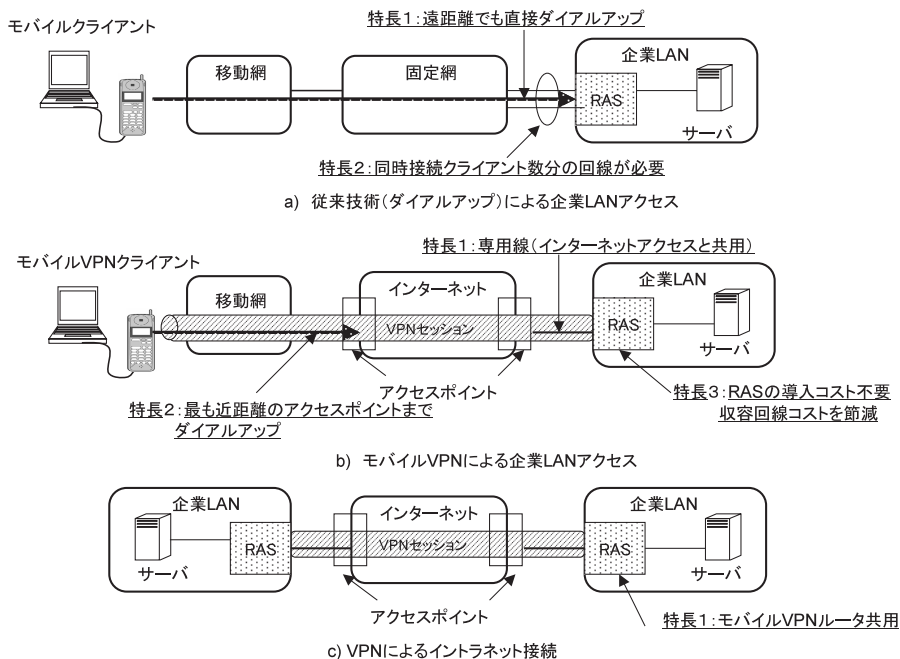 特長1：遠距離でも直接ダイアルアップ
モバイルクライアント
移動網
固定網
企業LAN
RAS
サーバ
特長2：同時接続クライアント数分の回線が必要
a) 従来技術（ダイアルアップ）による企業LANアクセス
特長1：専用線（インターネットアクセスと共用）
モバイルVPNクライアント
移動網
インターネット
企業LAN
VPNセッション
RAS
サーバ
アクセスポイント
特長2：最も近距離のアクセスポイントまで
ダイアルアップ
特長3：RASの導入コスト不要
収容回線コストを節減
b) モバイルVPNによる企業LANアクセス
企業LAN
インターネット
企業LAN
RAS
VPNセッション
RAS
サーバ
サーバ
アクセスポイント
特長1：モバイルVPNルータ共用
c) VPNによるイントラネット接続